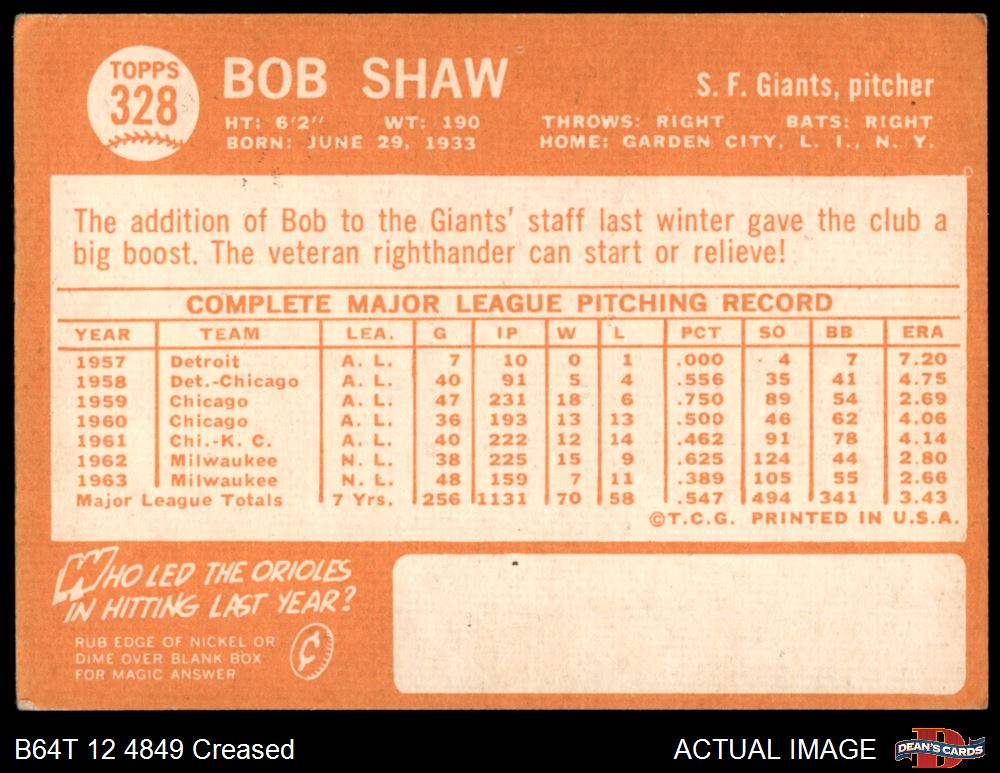 TOPPS
328
BOB SHAW
S. F. Giants, pitcher
HT: 6'2" WT: 190 THROWS: RIGHT BATS: RIGHT
BORN: JUNE 29, 1933 HOME: GARDEN CITY, L. I., N. Y.
The addition of Bob to the Giants' staff last winter gave the club a
big boost. The veteran righthander can start or relieve!
COMPLETE MAJOR LEAGUE PITCHING RECORD
YEAR TEAM LEA. G IP W L PCT SO BB ERA
1957 Detroit A. L. 7 10 0 1 .000 4 7 7.20
1958 Det.-Chicago A. L. 40 91 5 4 .556 35 41 4.75
1959 Chicago A. L. 47 231 18 6 .750 89 54 2.69
1960 Chicago A. L. 36 193 13 13 .500 46 62 4.06
1961 Chi.-K. C. A. L. 40 222 12 14 .462 91 78 4.14
1962 Milwaukee N. L. 38 225 15 9 .625 124 44 2.80
1963 Milwaukee N. L. 48 159 7 11 .389 105 55 2.66
Major League Totals 7 Yrs. 256 1131 70 58 .547 494 341 3.43
©T.C.G. PRINTED IN U.S.A.
WHO LED THE ORIOLES
IN HITTING LAST YEAR?
RUB EDGE OF NICKEL OR
DIME OVER BLANK BOX
FOR MAGIC ANSWER
¢
B64T 12 4849 Creased
ACTUAL IMAGE
D
DEAN'S CARDS